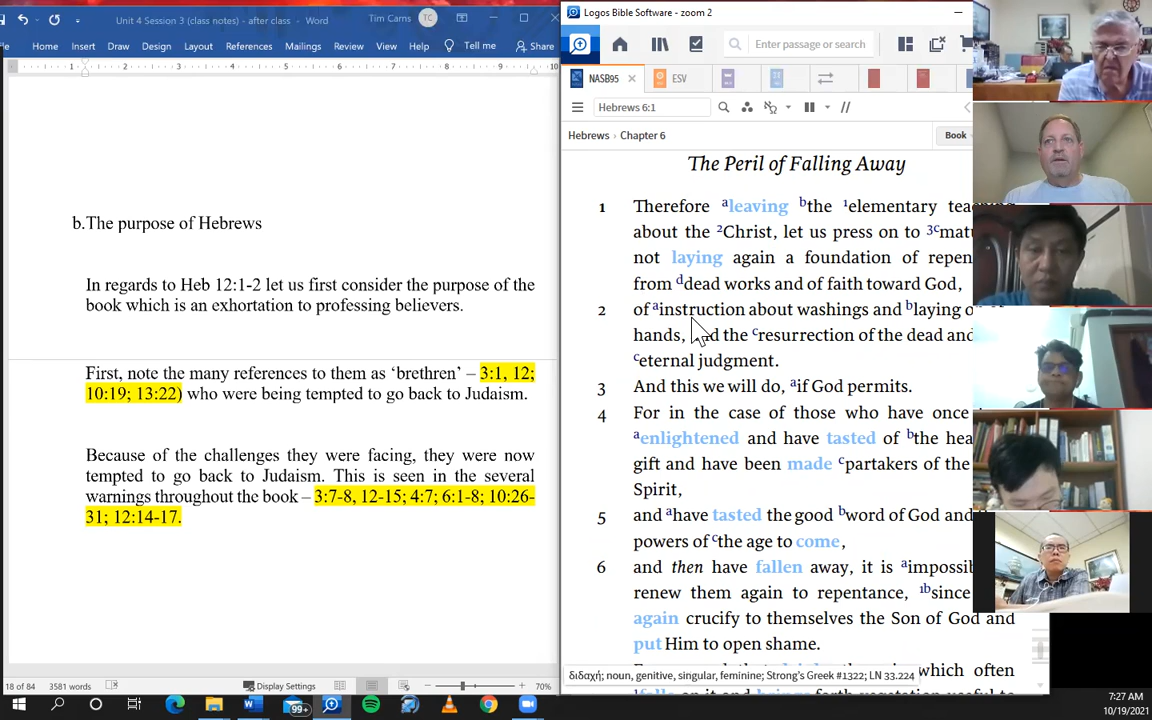 Unit 4 Session 3 (class notes) - after class - Word
Tim Carns TC
Home Insert Draw Design Layout References Mailings Review View Help Tell me Share
b.The purpose of Hebrews
In regards to Heb 12:1-2 let us first consider the purpose of the
book which is an exhortation to professing believers.
First, note the many references to them as ‘brethren’ – 3:1, 12;
10:19; 13:22) who were being tempted to go back to Judaism.
Because of the challenges they were facing, they were now
tempted to go back to Judaism. This is seen in the several
warnings throughout the book – 3:7-8, 12-15; 4:7; 6:1-8; 10:26-
31; 12:14-17.
18 of 84 3581 words Display Settings 70%
Logos Bible Software - zoom 2
Enter passage or search
NASB95 ESV
Hebrews 6:1
Hebrews › Chapter 6 Book
The Peril of Falling Away
1 Therefore a leaving b the 1 elementary
about the 2 Christ, let us press on to 3c
not laying again a foundation of
from d dead works and of faith toward God,
2 of a instruction about washings and b laying
hands, and the c resurrection of the dead and
c eternal judgment.
3 And this we will do, a if God permits.
4 For in the case of those who have once
a enlightened and have tasted of b the
gift and have been made c partakers of the
Spirit,
5 and a have tasted the good b word of God and
powers of c the age to come,
6 and then have fallen away, it is a
renew them again to repentance, 1b since
again crucify to themselves the Son of God and
put Him to open shame.
which often
διδαχή; noun, genitive, singular, feminine; Strong's Greek #1322; LN 33.224
99+
7:27 AM
10/19/2021